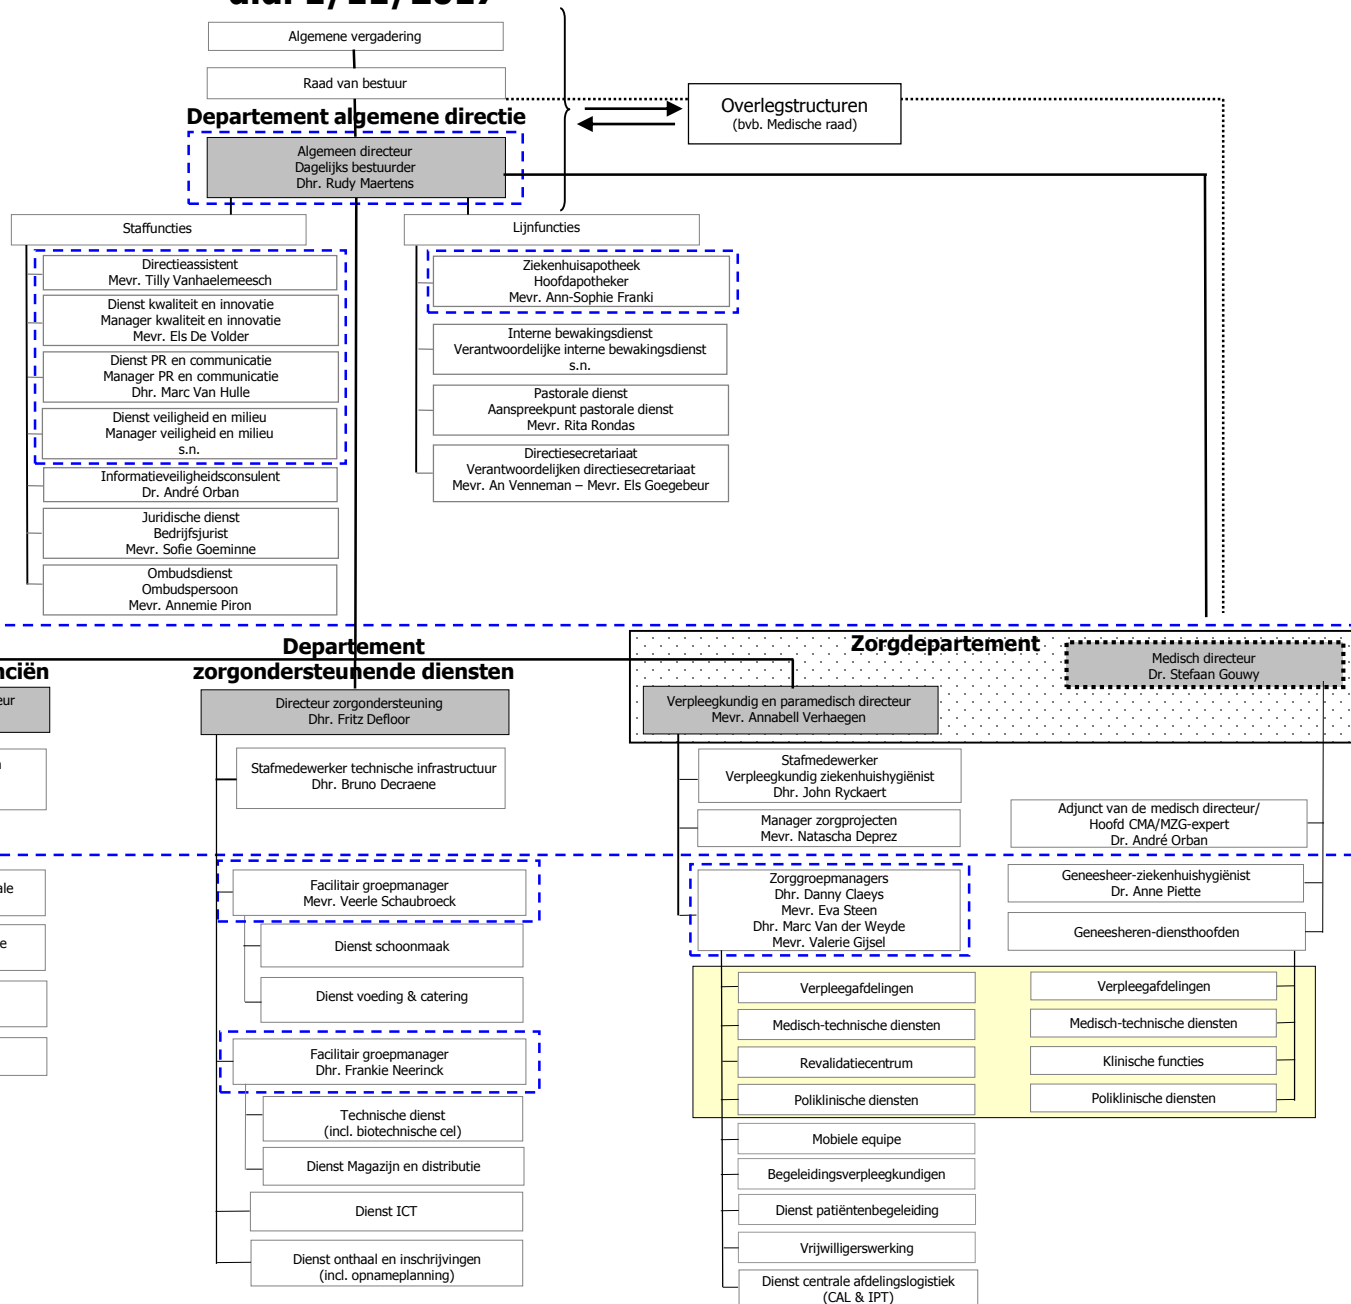 Algemene vergadering
Raad van bestuur
Departement algemene directie
Algemeen directeur
Dagelijks bestuurder
Dhr. Rudy Maertens
Overlegstructuren
(bvb. Medische raad)
Staffuncties
Directieassistent
Mevr. Tilly Vanhaelemeesch
Dienst kwaliteit en innovatie
Manager kwaliteit en innovatie
Mevr. Els De Volder
Dienst PR en communicatie
Manager PR en communicatie
Dhr. Marc Van Hulle
Dienst veiligheid en milieu
Manager veiligheid en milieu
s.n.
Informatieveiligheidsconsulent
Dr. André Orban
Juridische dienst
Bedrijfsjurist
Mevr. Sofie Goeminne
Ombudsdienst
Ombudspersoon
Mevr. Annemie Piron
Lijnfuncties
Ziekenhuisapotheek
Hoofdapotheker
Mevr. Ann-Sophie Franki
Interne bewakingsdienst
Verantwoordelijke interne bewakingsdienst
s.n.
Pastorale dienst
Aanspreekpunt pastorale dienst
Mevr. Rita Rondas
Directiesecretariaat
Verantwoordelijken directiesecretariaat
Mevr. An Venneman – Mevr. Els Goegebeur
nciën
eur
ale
e
Departement
zorgondersteunende diensten
Directeur zorgondersteuning
Dhr. Fritz Defloor
Stafmedewerker technische infrastructuur
Dhr. Bruno Decraene
Facilitair groepmanager
Mevr. Veerle Schaubroeck
Dienst schoonmaak
Dienst voeding & catering
Facilitair groepmanager
Dhr. Frankie Neerinck
Technische dienst
(incl. biotechnische cel)
Dienst Magazijn en distributie
Dienst ICT
Dienst onthaal en inschrijvingen
(incl. opnameplanning)
Zorgdepartement
Verpleegkundig en paramedisch directeur
Mevr. Annabell Verhaegen
Stafmedewerker
Verpleegkundig ziekenhuishygiënist
Dhr. John Ryckaert
Manager zorgprojecten
Mevr. Natascha Deprez
Zorggroepmanagers
Dhr. Danny Claeys
Mevr. Eva Steen
Dhr. Marc Van der Weyde
Mevr. Valerie Gijsel
Verpleegafdelingen
Medisch-technische diensten
Revalidatiecentrum
Poliklinische diensten
Mobiele equipe
Begeleidingsverpleegkundigen
Dienst patiëntenbegeleiding
Vrijwilligerswerking
Dienst centrale afdelingslogistiek
(CAL & IPT)
Medisch directeur
Dr. Stefaan Gouwy
Adjunct van de medisch directeur/
Hoofd CMA/MZG-expert
Dr. André Orban
Geneesheer-ziekenhuishygiënist
Dr. Anne Piette
Geneesheren-diensthoofden
Verpleegafdelingen
Medisch-technische diensten
Klinische functies
Poliklinische diensten